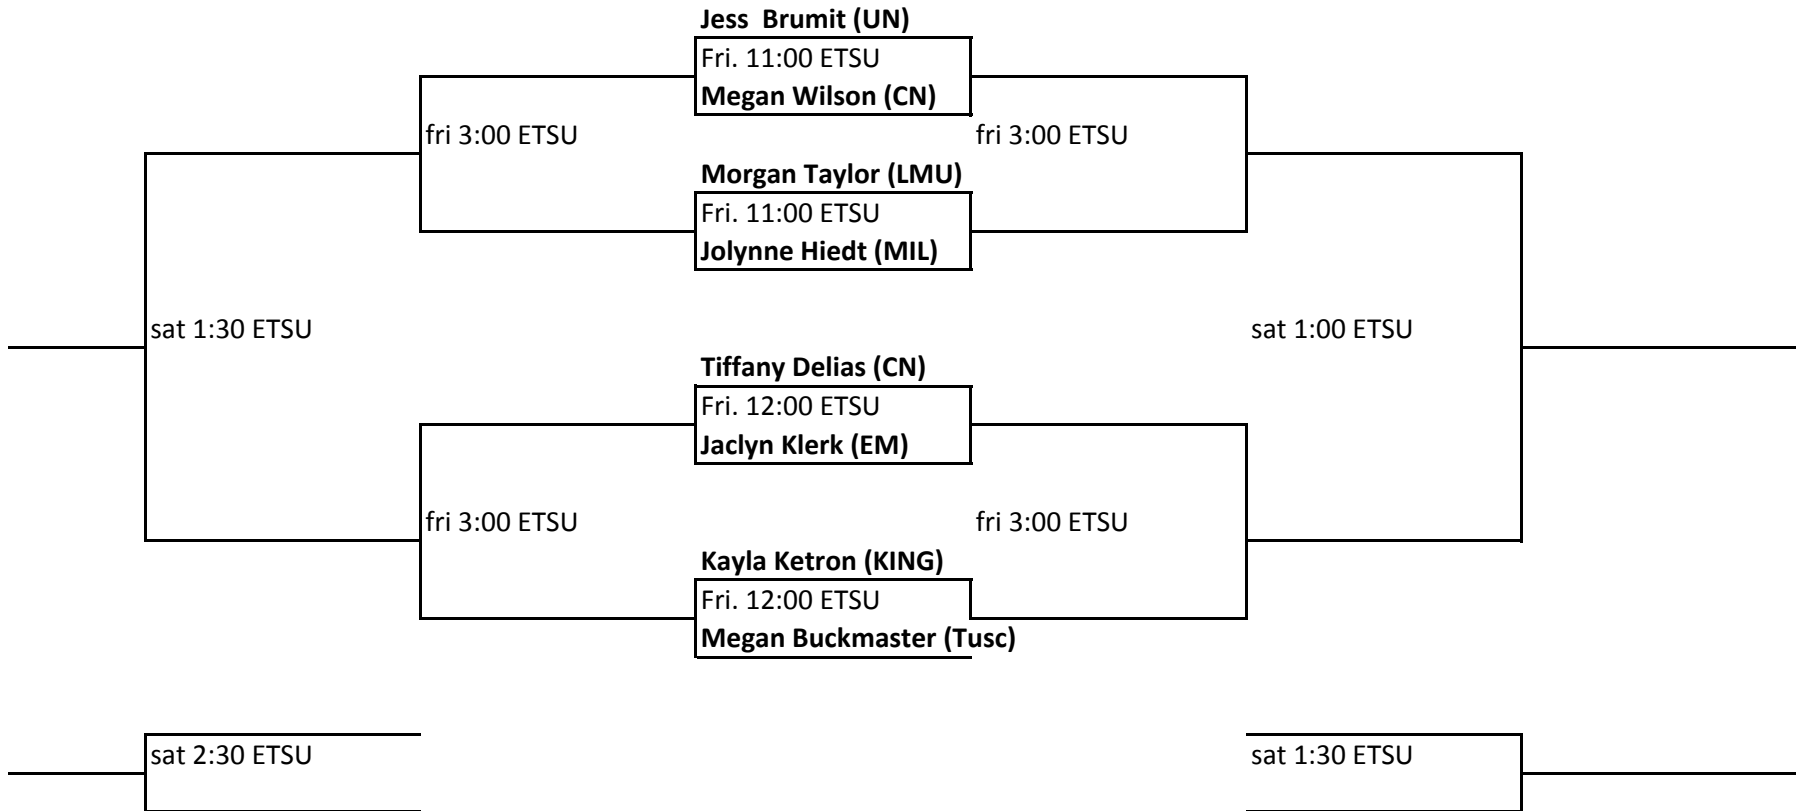 Jess  Brumit (UN)
Fri. 11:00 ETSU
Megan Wilson (CN)
fri 3:00 ETSU
fri 3:00 ETSU
Morgan Taylor (LMU)
Fri. 11:00 ETSU
Jolynne Hiedt (MIL)
sat 1:30 ETSU
sat 1:00 ETSU
Tiffany Delias (CN)
Fri. 12:00 ETSU
Jaclyn Klerk (EM)
fri 3:00 ETSU
fri 3:00 ETSU
Kayla Ketron (KING)
Fri. 12:00 ETSU
Megan Buckmaster (Tusc)
sat 2:30 ETSU
sat 1:30 ETSU